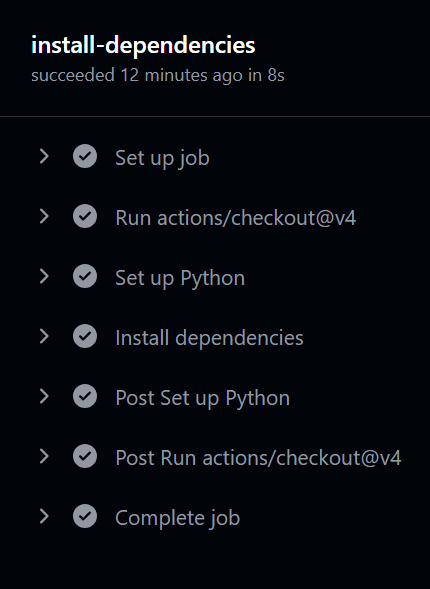 install-dependencies
succeeded 12 minutes ago in 8s
Set up job
Run actions/checkout@v4
Set up Python
Install dependencies
Post Set up Python
Post Run actions/checkout@v4
Complete job